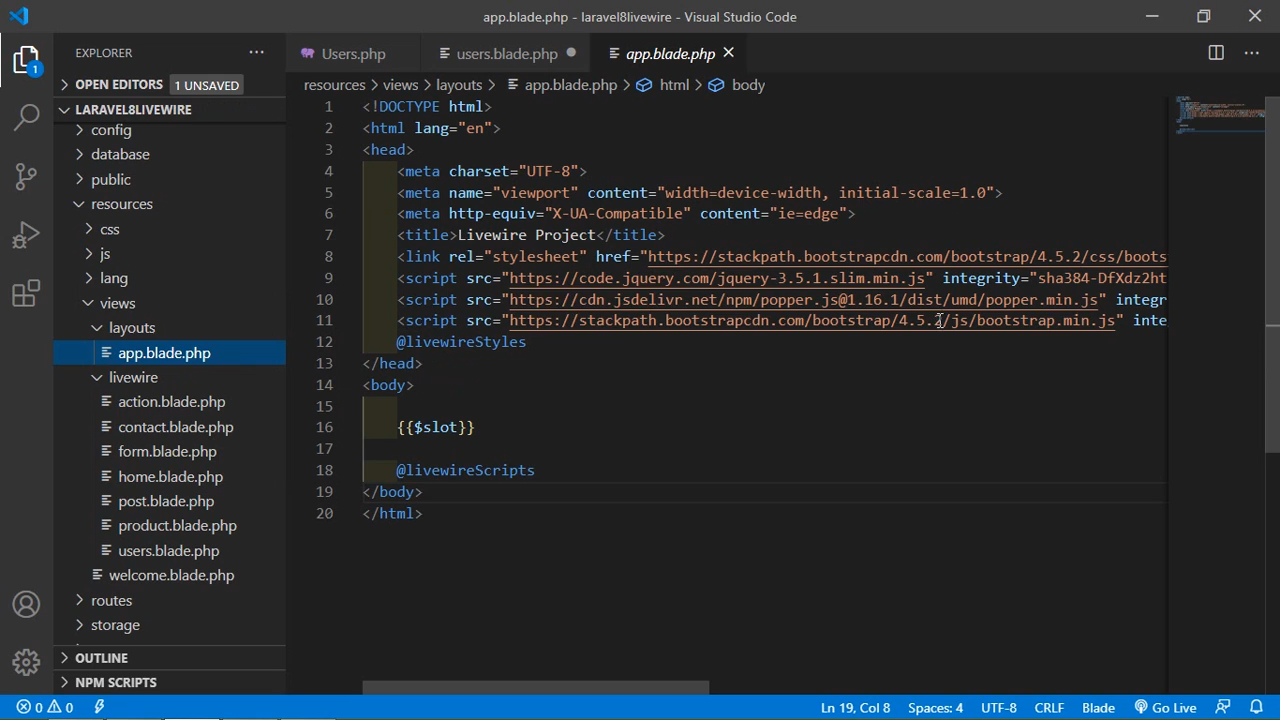 app.blade.php - laravel8livewire - Visual Studio Code
EXPLORER
Users.php
users.blade.php
app.blade.php
1
OPEN EDITORS 1 UNSAVED
resources > views > layouts > app.blade.php > html > body
LARAVEL8LIVEWIRE
config
database
public
resources
css
js
lang
views
layouts
app.blade.php
livewire
action.blade.php
contact.blade.php
form.blade.php
home.blade.php
post.blade.php
product.blade.php
users.blade.php
welcome.blade.php
routes
storage
OUTLINE
NPM SCRIPTS
1 <!DOCTYPE html>
2 <html lang="en">
3 <head>
4 <meta charset="UTF-8">
5 <meta name="viewport" content="width=device-width, initial-scale=1.0">
6 <meta http-equiv="X-UA-Compatible" content="ie=edge">
7 <title>Livewire Project</title>
8 <link rel="stylesheet" href="https://stackpath.bootstrapcdn.com/bootstrap/4.5.2/css/boots
9 <script src="https://code.jquery.com/jquery-3.5.1.slim.min.js" integrity="sha384-DfXdz2ht
10 <script src="https://cdn.jsdelivr.net/npm/popper.js@1.16.1/dist/umd/popper.min.js" integr
11 <script src="https://stackpath.bootstrapcdn.com/bootstrap/4.5.2/js/bootstrap.min.js" inte
12 @livewireStyles
13 </head>
14 <body>
15
16 {{$slot}}
17
18 @livewireScripts
19 </body>
20 </html>
0 0
Ln 19, Col 8
Spaces: 4
UTF-8
CRLF
Blade
Go Live